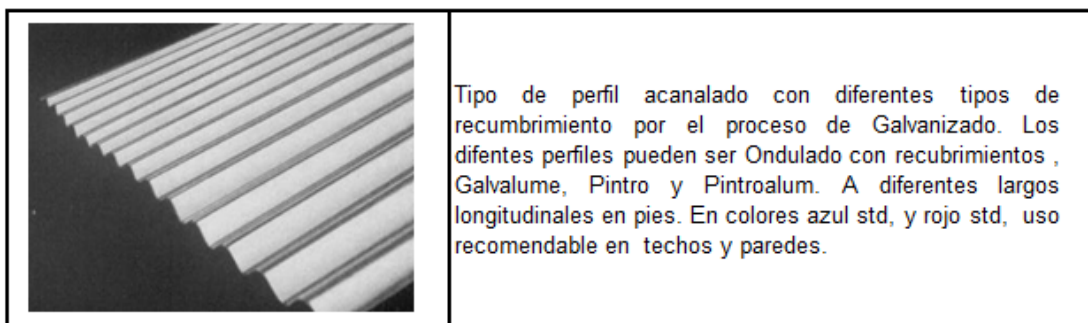 Tipo de perfil acanalado con diferentes tipos de
recumbrimiento por el proceso de Galvanizado. Los
difentes perfiles pueden ser Ondulado con recubrimientos ,
Galvalume, Pintro y Pintroalum. A diferentes largos
longitudinales en pies. En colores azul std, y rojo std, uso
recomendable en techos y paredes.